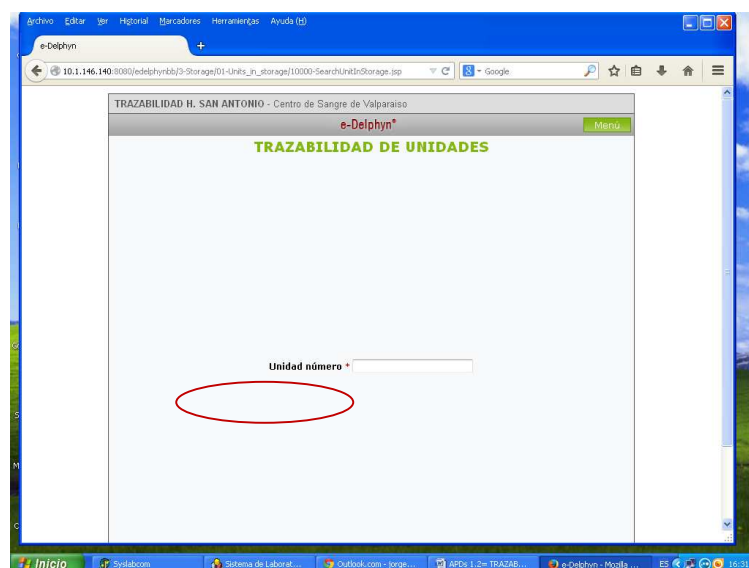 Archivo Editar Ver Historial Marcadores Herramientas Ayuda (H)
e-Delphyn +
10.1.146.140:8080/edelphynbb/3-Storage/01-Units_in_storage/10000-SearchUnitInStorage.jsp 8 - Google
TRAZABILIDAD H. SAN ANTONIO - Centro de Sangre de Valparaiso
e-Delphyn® Menú
TRAZABILIDAD DE UNIDADES
Unidad número *
Inicio Syslabcom Sistema de Laborat... Outlook.com - jorge... APDs 1.2= TRAZAB... e-Delphyn - Mozilla ... ES 16:31